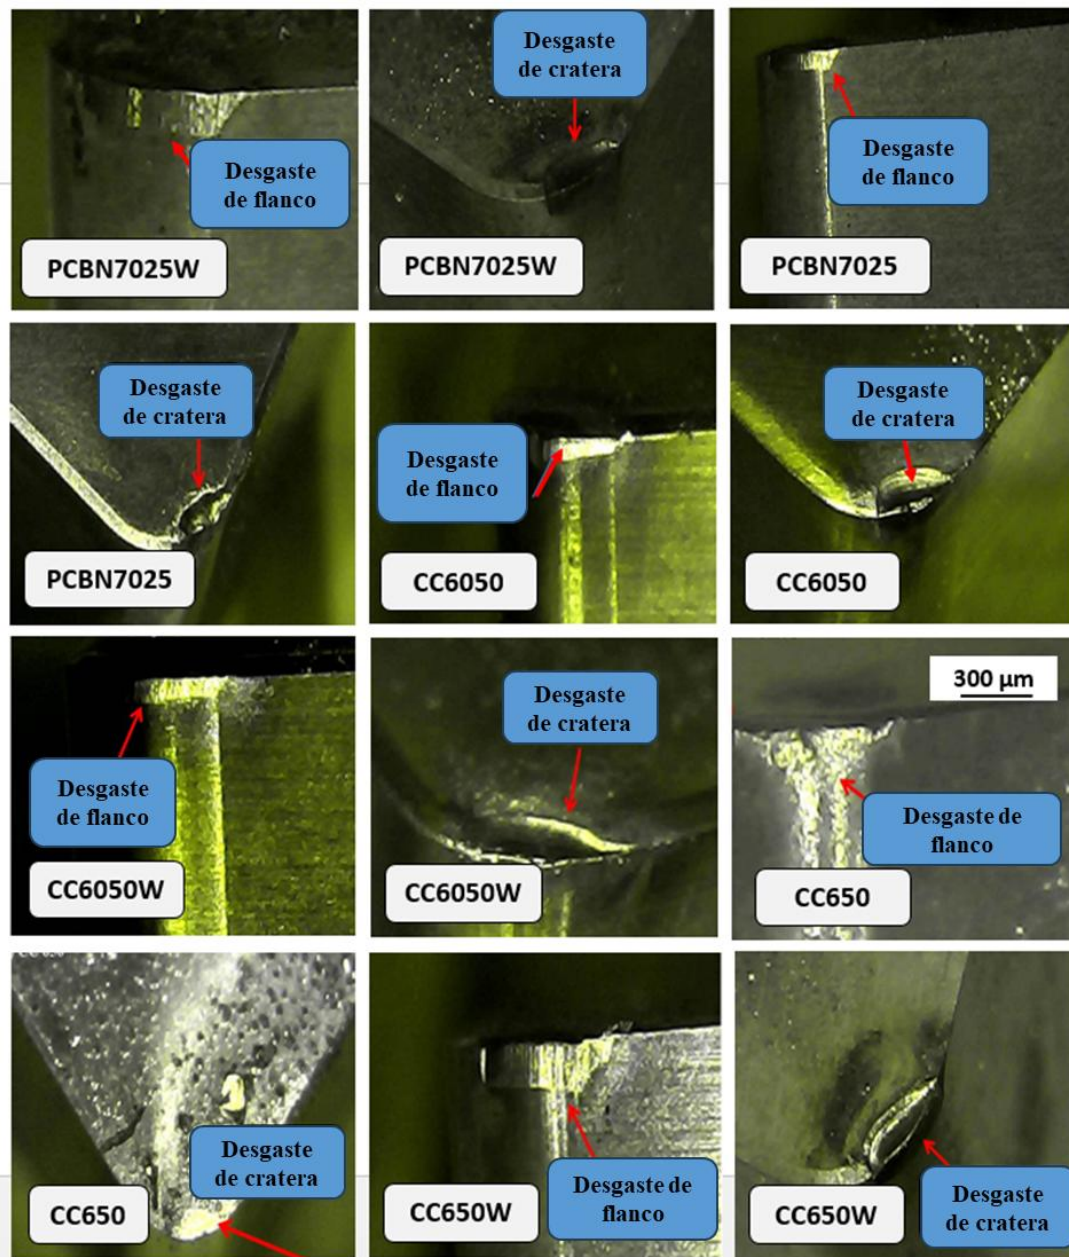 Desgaste
de flanco
PCBN7025W
Desgaste
de cratera
PCBN7025W
Desgaste
de flanco
PCBN7025
Desgaste
de cratera
PCBN7025
Desgaste
de flanco
CC6050
Desgaste
de cratera
CC6050
Desgaste
de flanco
CC6050W
Desgaste
de cratera
CC6050W
300 µm
Desgaste de
flanco
CC650
Desgaste
de cratera
CC650
Desgaste de
flanco
CC650W
Desgaste
de cratera
CC650W